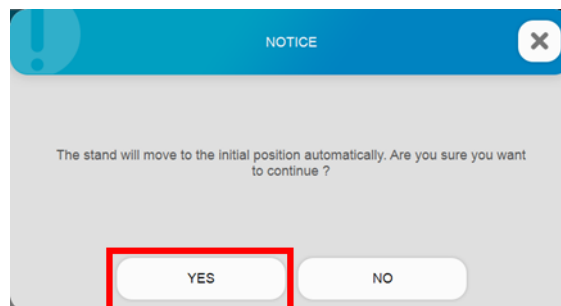 NOTICE
The stand will move to the initial position automatically. Are you sure you want
to continue ?
YES
NO